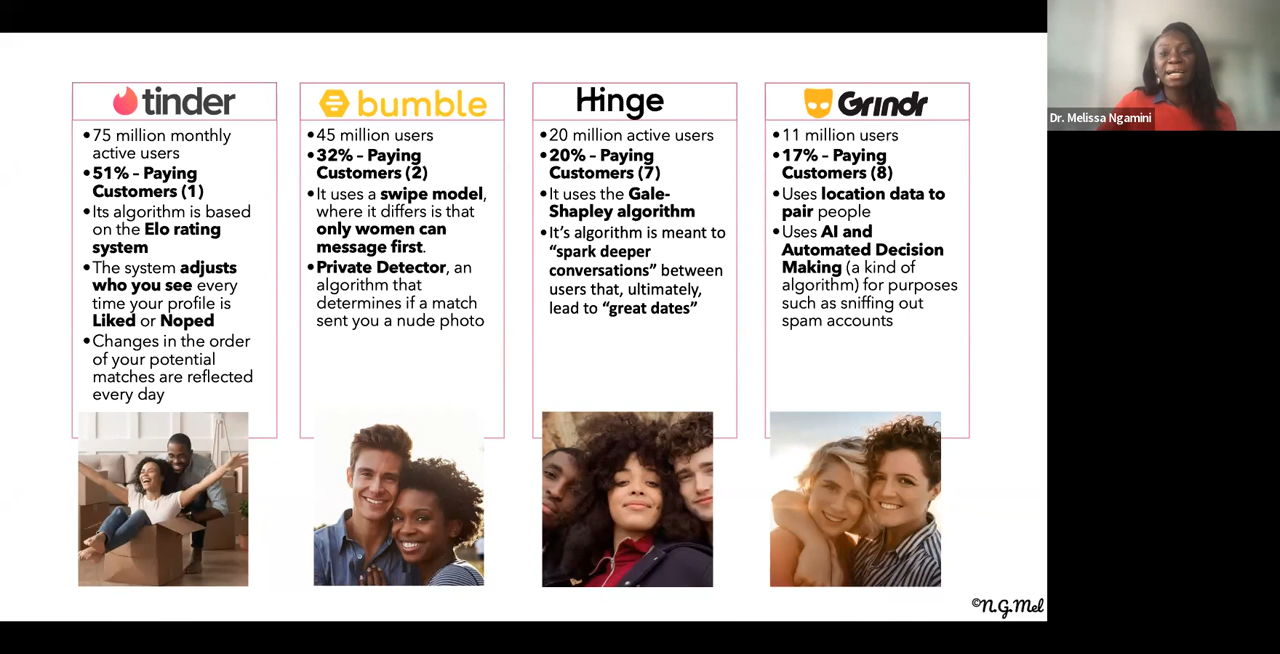 tinder
•75 million monthly
active users
•51% – Paying
Customers (1)
•Its algorithm is based
on the Elo rating
system
•The system adjusts
who you see every
time your profile is
Liked or Noped
•Changes in the order
of your potential
matches are reflected
every day
bumble
•45 million users
•32% – Paying
Customers (2)
•It uses a swipe model,
where it differs is that
only women can
message first.
•Private Detector, an
algorithm that
determines if a match
sent you a nude photo
Hinge
•20 million active users
•20% – Paying
Customers (7)
•It uses the Gale-
Shapley algorithm
•It's algorithm is meant to
“spark deeper
conversations” between
users that, ultimately,
lead to “great dates”
Grindr
•11 million users
•17% – Paying
Customers (8)
•Uses location data to
pair people
•Uses AI and
Automated Decision
Making (a kind of
algorithm) for purposes
such as sniffing out
spam accounts
©N.G.Mel
Dr. Melissa Ngamini